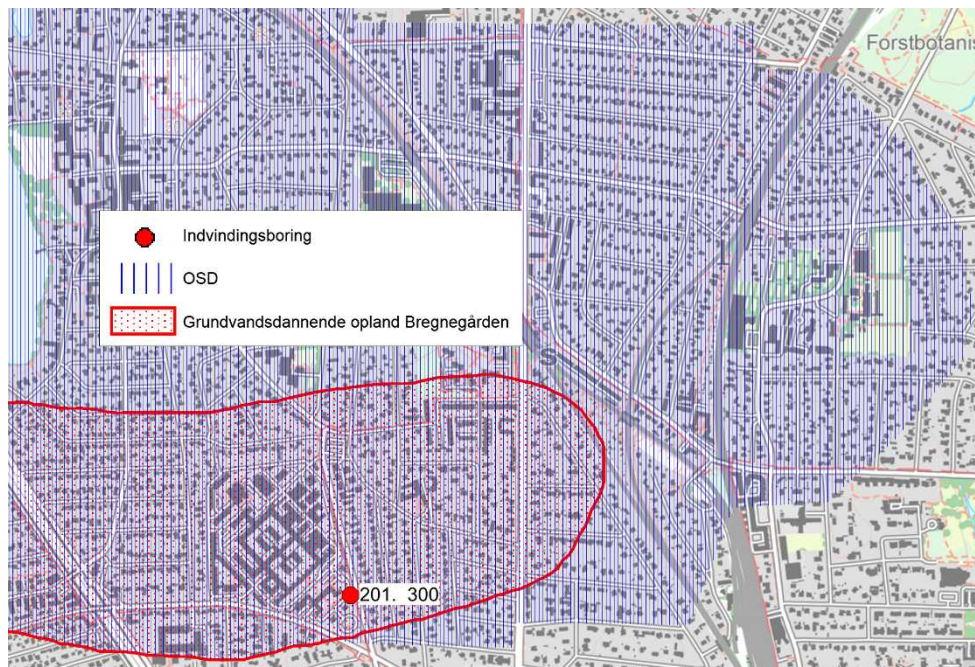 Forstbotanis
Indvindingsboring
OSD
Grundvandsdannende opland Bregnegården
201. 300